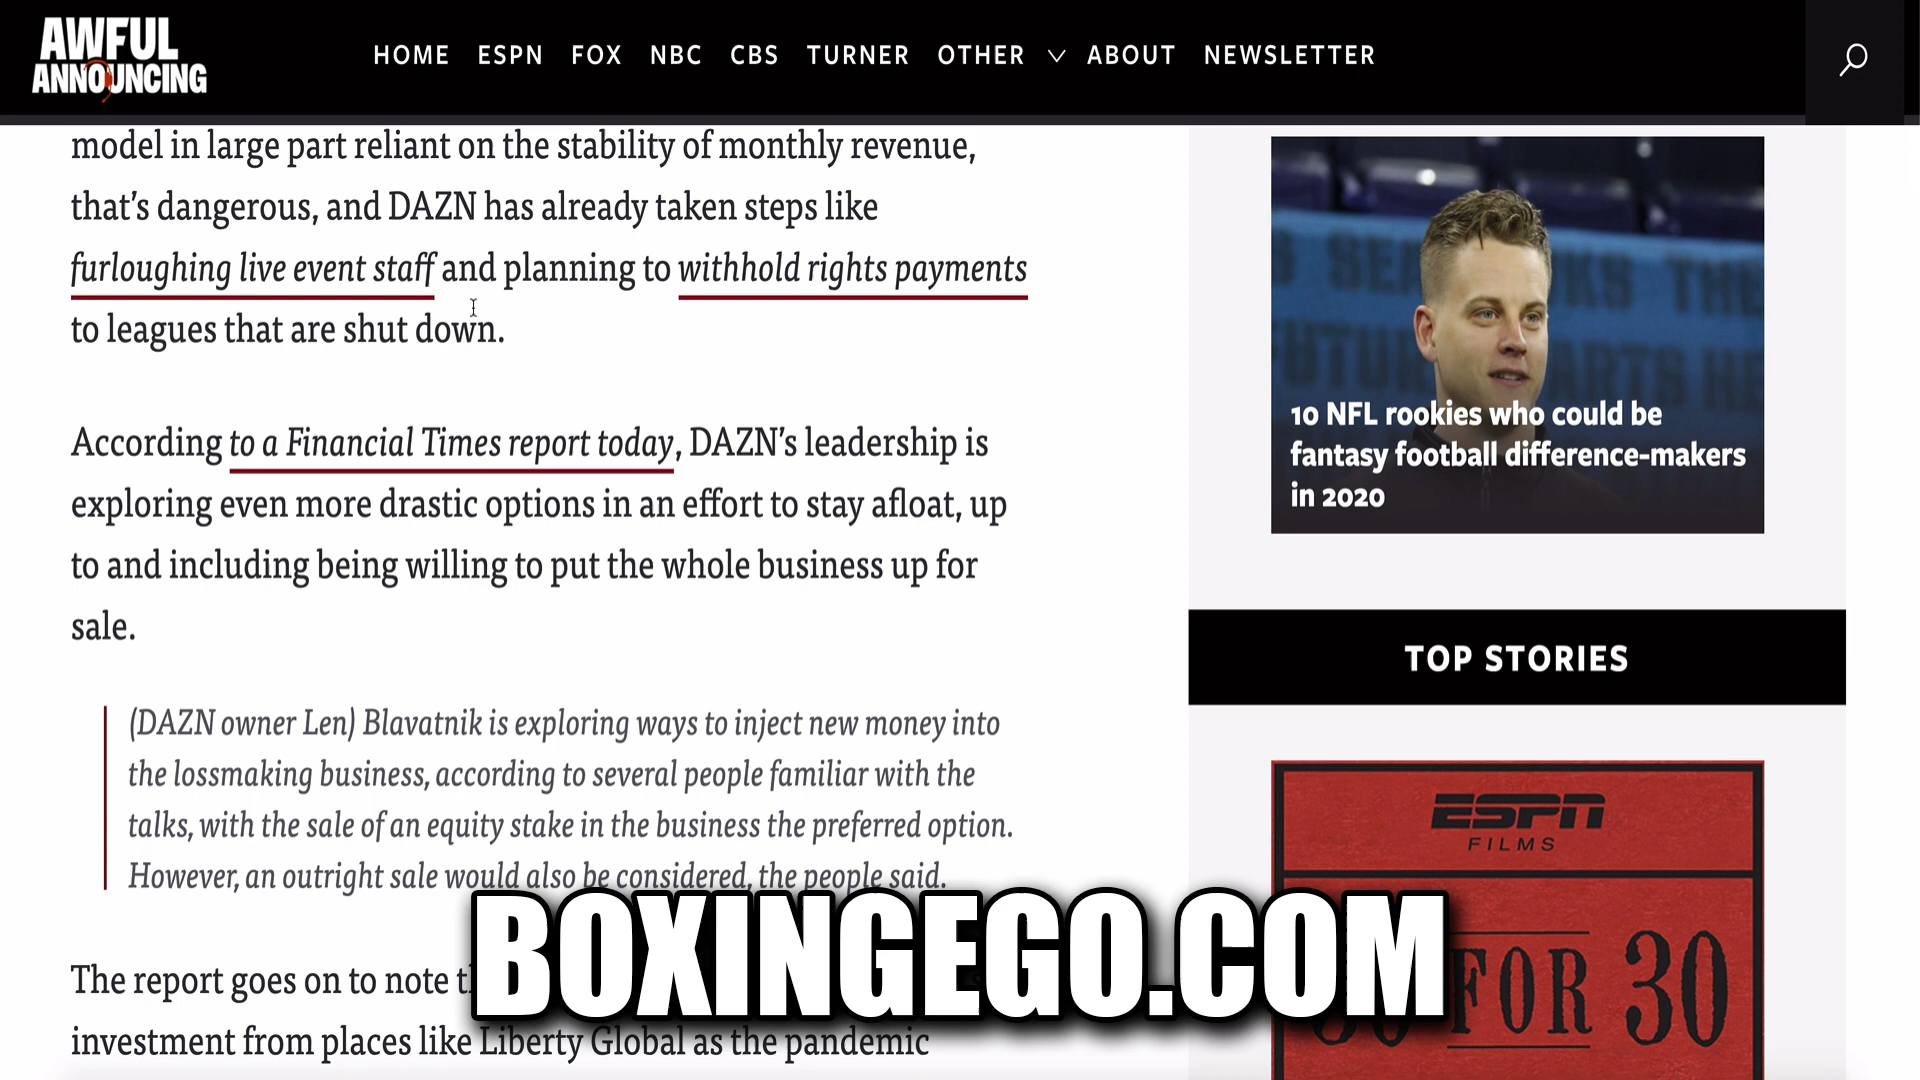 AWFUL
ANNOUNCING
HOME ESPN FOX NBC CBS TURNER OTHER ABOUT NEWSLETTER
model in large part reliant on the stability of monthly revenue,
that's dangerous, and DAZN has already taken steps like
furloughing live event staff and planning to withhold rights payments
to leagues that are shut down.
According to a Financial Times report today, DAZN's leadership is
exploring even more drastic options in an effort to stay afloat, up
to and including being willing to put the whole business up for
sale.
(DAZN owner Len) Blavatnik is exploring ways to inject new money into
the lossmaking business, according to several people familiar with the
talks, with the sale of an equity stake in the business the preferred option.
However, an outright sale would also be considered, the people said.
The report goes on to note
investment from places like Liberty Global as the pandemic
10 NFL rookies who could be
fantasy football difference-makers
in 2020
TOP STORIES
ESPN
FILMS
30 FOR 30
BOXINGEGO.COM